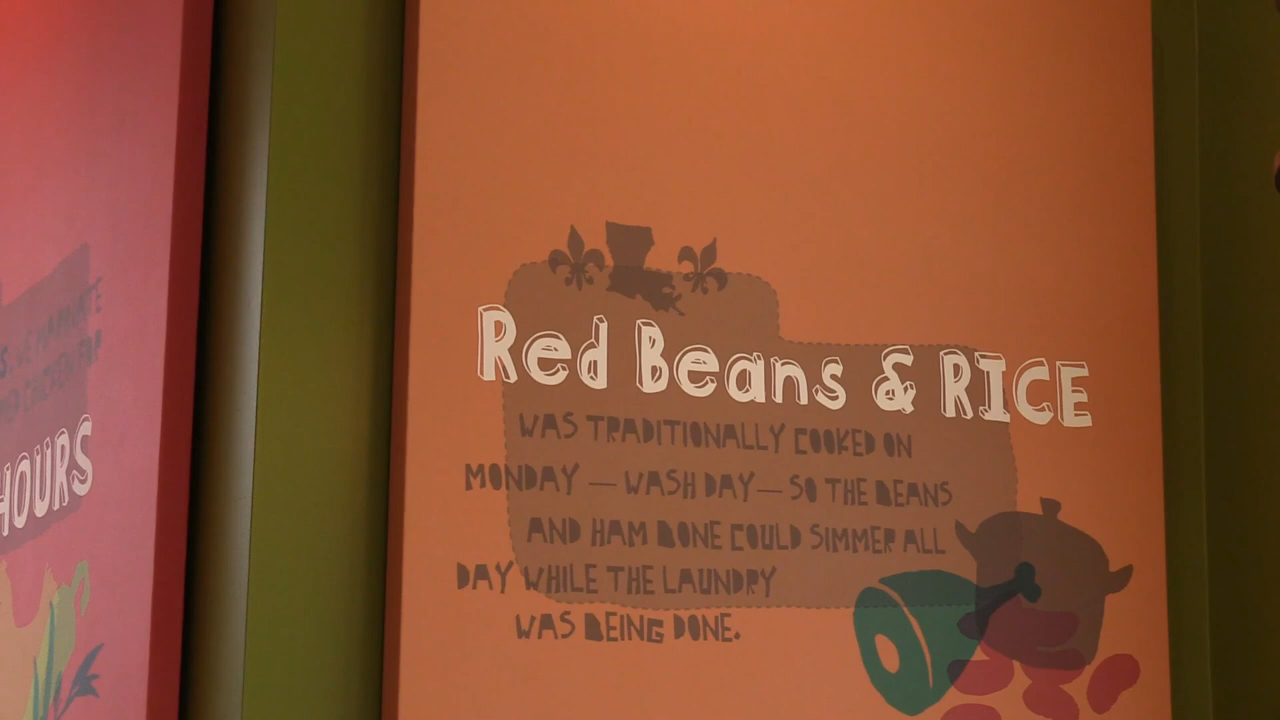 HOURS
Red Beans & RICE
WAS TRADITIONALLY COOKED ON
MONDAY — WASH DAY — SO THE BEANS
AND HAM BONE COULD SIMMER ALL
DAY WHILE THE LAUNDRY
WAS BEING DONE.